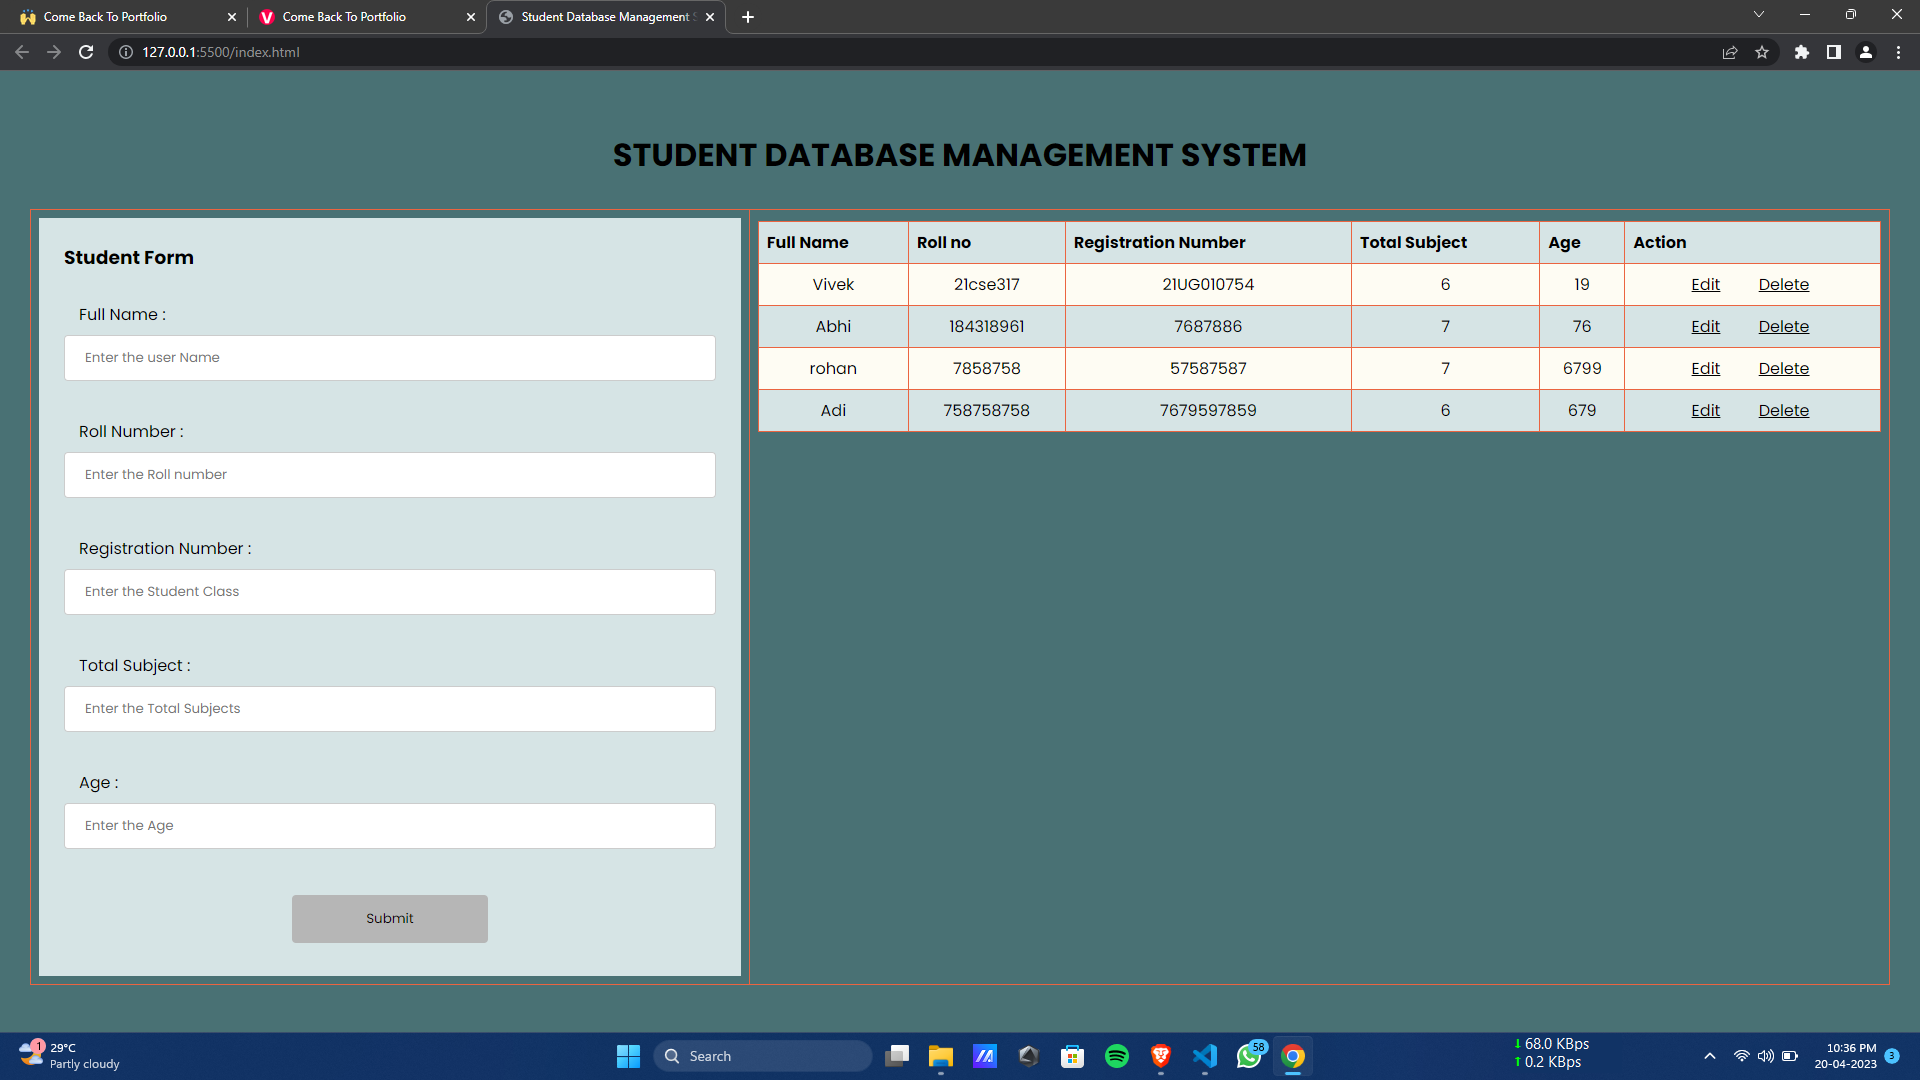 Come Back To Portfolio
Come Back To Portfolio
Student Database Management S
127.0.0.1:5500/index.html
STUDENT DATABASE MANAGEMENT SYSTEM
Student Form
Full Name :
Enter the user Name
Roll Number :
Enter the Roll number
Registration Number :
Enter the Student Class
Total Subject :
Enter the Total Subjects
Age :
Enter the Age
Submit
Full Name Roll no Registration Number Total Subject Age Action
Vivek 21cse317 21UG010754 6 19 Edit Delete
Abhi 184318961 7687886 7 76 Edit Delete
rohan 7858758 57587587 7 6799 Edit Delete
Adi 758758758 7679597859 6 679 Edit Delete
1
29°C
Partly cloudy
Search
58
68.0 KBps
0.2 KBps
10:36 PM
20-04-2023
3